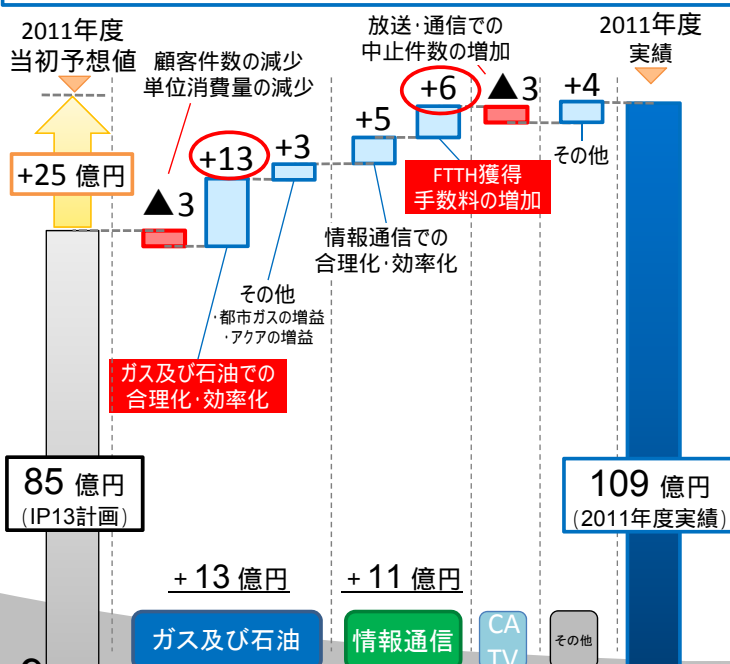 2011年度
当初予想値
+25 億円
85 億円
(IP13計画)
顧客件数の減少
単位消費量の減少
▲3
+13
+3
その他
・都市ガスの増益
・アクアの増益
ガス及び石油での
合理化・効率化
+5
情報通信での
合理化・効率化
+6
FTTH獲得
手数料の増加
放送・通信での
中止件数の増加
▲3
+4
その他
2011年度
実績
109 億円
(2011年度実績)
+13 億円
+11 億円
ガス及び石油
情報通信
CA
TV
その他